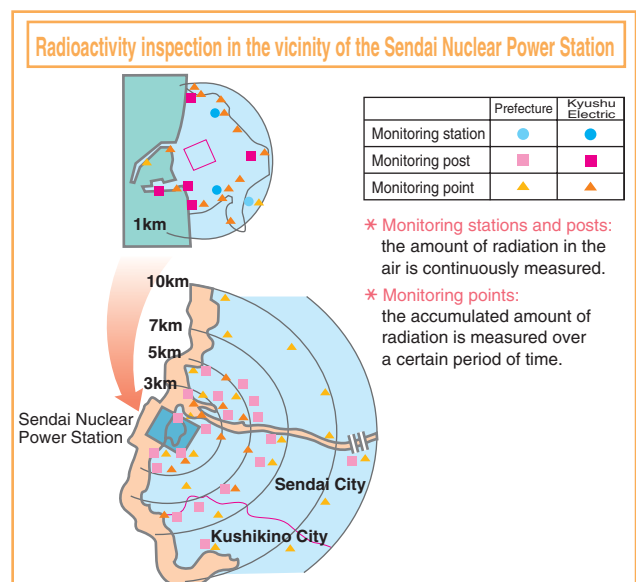 Radioactivity inspection in the vicinity of the Sendai Nuclear Power Station
Prefecture
Kyushu
Electric
Monitoring station
Monitoring post
Monitoring point
1km
* Monitoring stations and posts:
the amount of radiation in the
air is continuously measured.
* Monitoring points:
the accumulated amount of
radiation is measured over
a certain period of time.
10km
7km
5km
3km
Sendai Nuclear
Power Station
Sendai City
Kushikino City